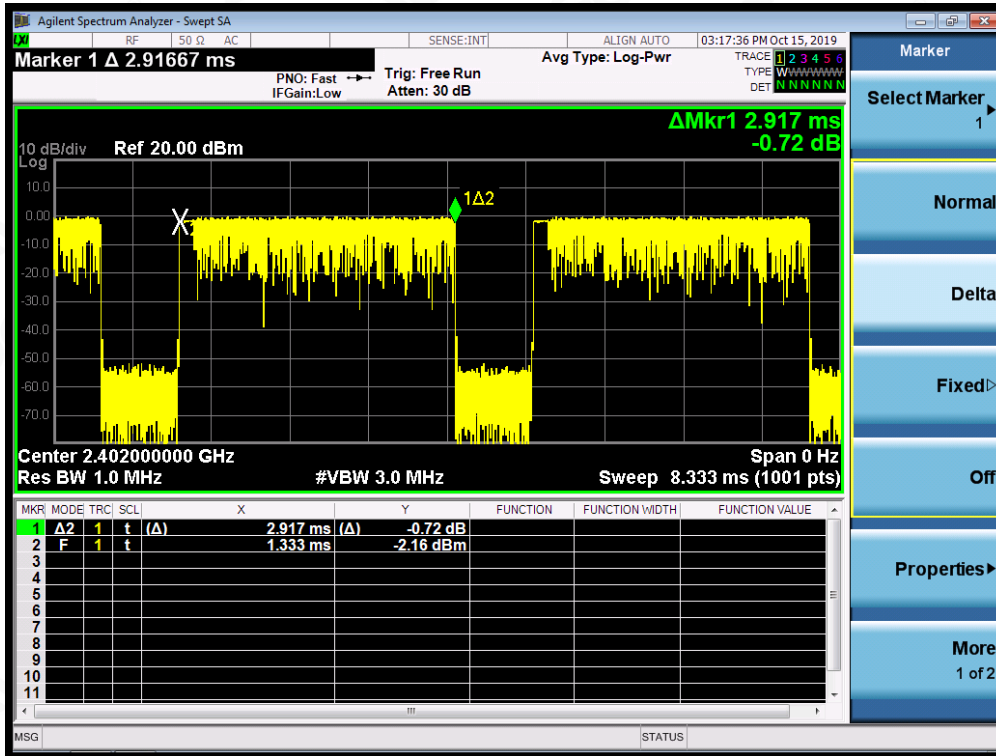 Agilent Spectrum Analyzer - Swept SA
LXI RF 50 Ω AC SENSE:INT ALIGN AUTO 03:17:36 PM Oct 15, 2019
Marker 1 Δ 2.91667 ms
PNO: Fast
IFGain:Low
Trig: Free Run
Atten: 30 dB
Avg Type: Log-Pwr
TRACE 1 2 3 4 5 6
TYPE WWWWWWW
DET N N N N N N
ΔMkr1 2.917 ms
-0.72 dB
10 dB/div Ref 20.00 dBm
Log
10.0
0.00
-10.0
-20.0
-30.0
-40.0
-50.0
-60.0
-70.0
1Δ2
Center 2.402000000 GHz Span 0 Hz
Res BW 1.0 MHz #VBW 3.0 MHz Sweep 8.333 ms (1001 pts)
MKR MODE TRC SCL X Y FUNCTION FUNCTION WIDTH FUNCTION VALUE
1 Δ2 1 t (Δ) 2.917 ms (Δ) -0.72 dB
2 F 1 t 1.333 ms -2.16 dBm
3
4
5
6
7
8
9
10
11
MSG STATUS
Marker
Select Marker
1
Normal
Delta
Fixed
Off
Properties
More
1 of 2